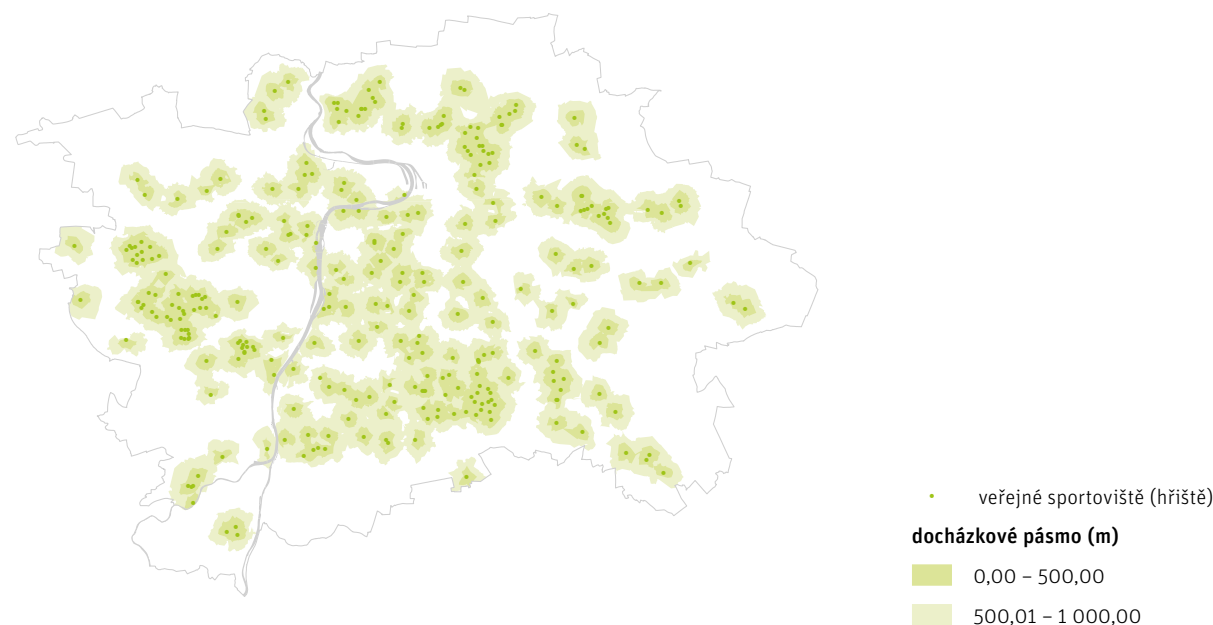 veřejné sportoviště (hřiště)
docházkové pásmo (m)
0,00 – 500,00
500,01 – 1 000,00